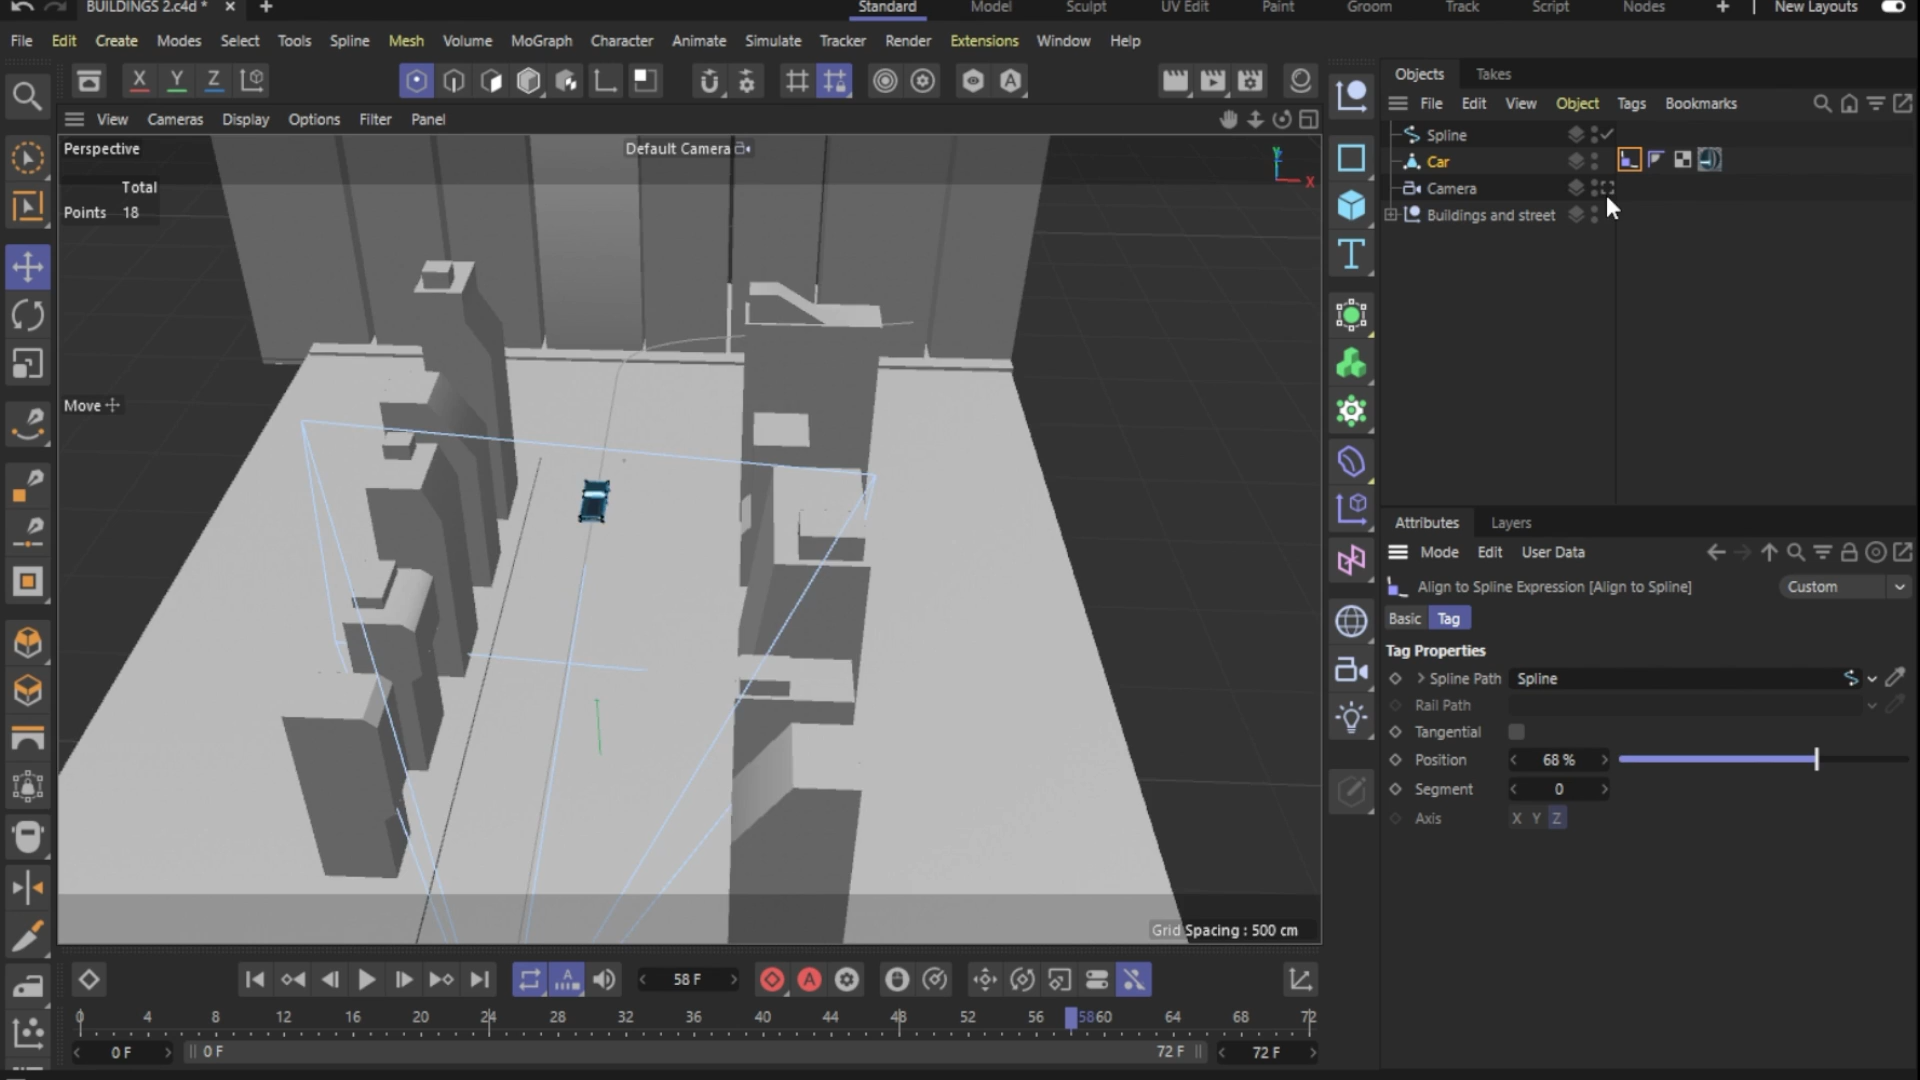 BUILDINGS 2.c4d *
Standard Model Sculpt UV Edit Paint Groom Track Script Nodes New Layouts
File Edit Create Modes Select Tools Spline Mesh Volume MoGraph Character Animate Simulate Tracker Render Extensions Window Help
X Y Z
View Cameras Display Options Filter Panel
Perspective
Default Camera
Y
X
Total
Points 18
Move
Grid Spacing : 500 cm
Objects Takes
File Edit View Object Tags Bookmarks
Spline
Car
Camera
Buildings and street
Attributes Layers
Mode Edit User Data
Align to Spline Expression [Align to Spline] Custom
Basic Tag
Tag Properties
Spline Path Spline
Rail Path
Tangential
Position 68 %
Segment 0
Axis X Y Z
58 F
0 4 8 12 16 20 24 28 32 36 40 44 48 52 56 58 60 64 68 72
0 F 0 F 72 F 72 F